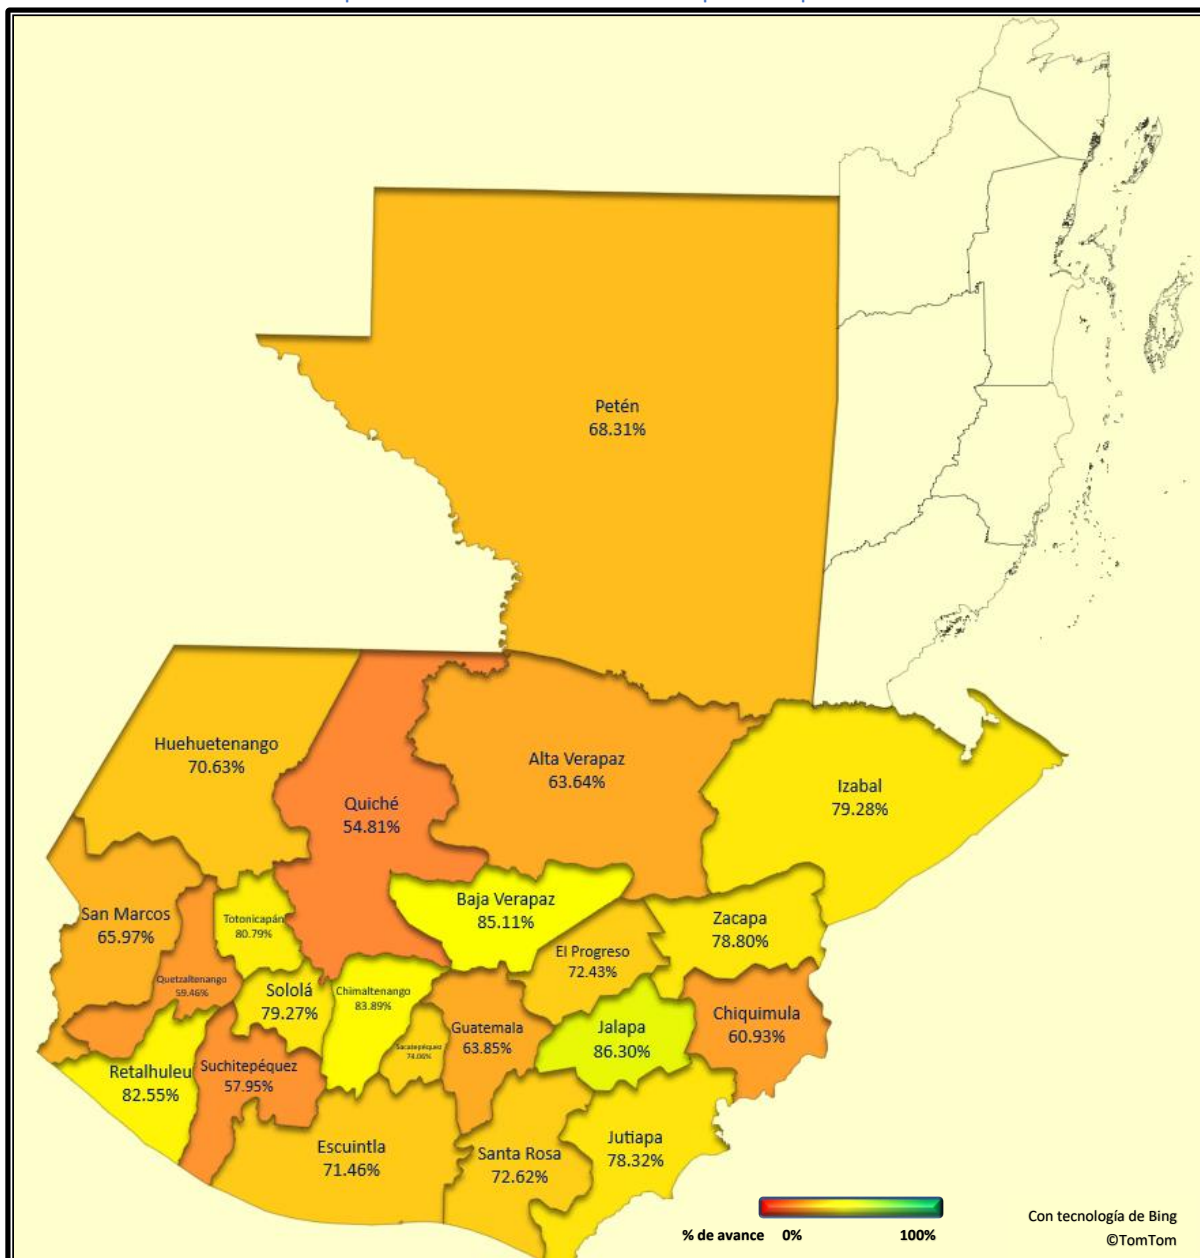 Petén
68.31%
Huehuetenango
70.63%
Alta Verapaz
63.64%
Izabal
79.28%
Quiché
54.81%
Baja Verapaz
85.11%
San Marcos
65.97%
Totonicapán
80.79%
Zacapa
78.80%
El Progreso
72.43%
Quetzaltenango
59.46%
Sololá
79.27%
Chimaltenango
83.89%
Sacatepéquez
74.06%
Guatemala
63.85%
Jalapa
86.30%
Chiquimula
60.93%
Retalhuleu
82.55%
Suchitepéquez
57.95%
Escuintla
71.46%
Santa Rosa
72.62%
Jutiapa
78.32%
% de avance 0% 100%
Con tecnología de Bing
©TomTom